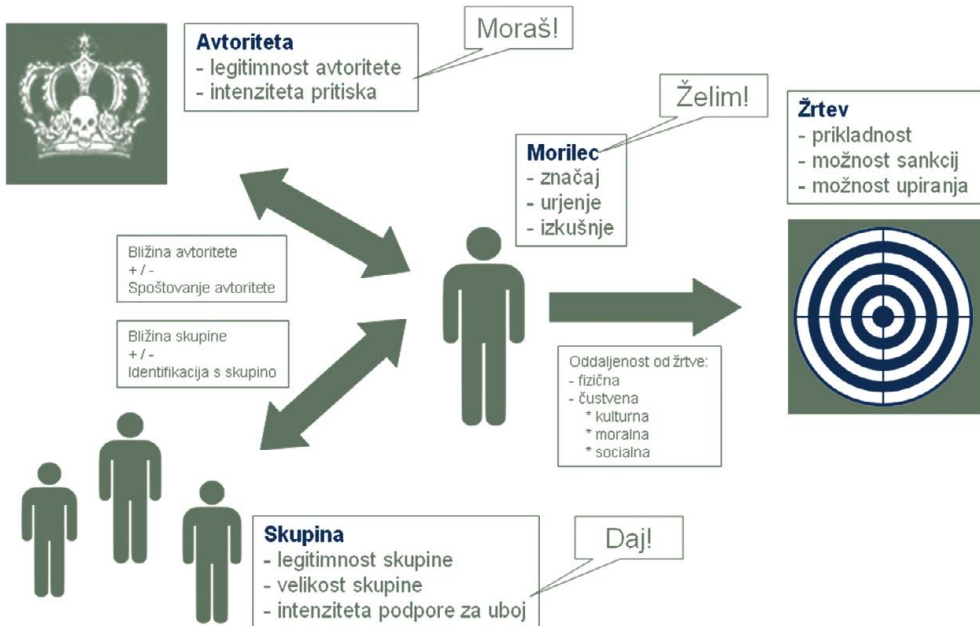 Avtoriteta
- legitimnost avtoritete
- intenziteta pritiska
Moraš!
Želim!
Morilec
- značaj
- urjenje
- izkušnje
Žrtev
- prikladnost
- možnost sankcij
- možnost upiranja
Bližina avtoritete
+ / -
Spoštovanje avtoritete
Bližina skupine
+ / -
Identifikacija s skupino
Oddaljenost od žrtve:
- fizična
- čustvena
* kulturna
* moralna
* socialna
Skupina
- legitimnost skupine
- velikost skupine
- intenziteta podpore za uboj
Daj!